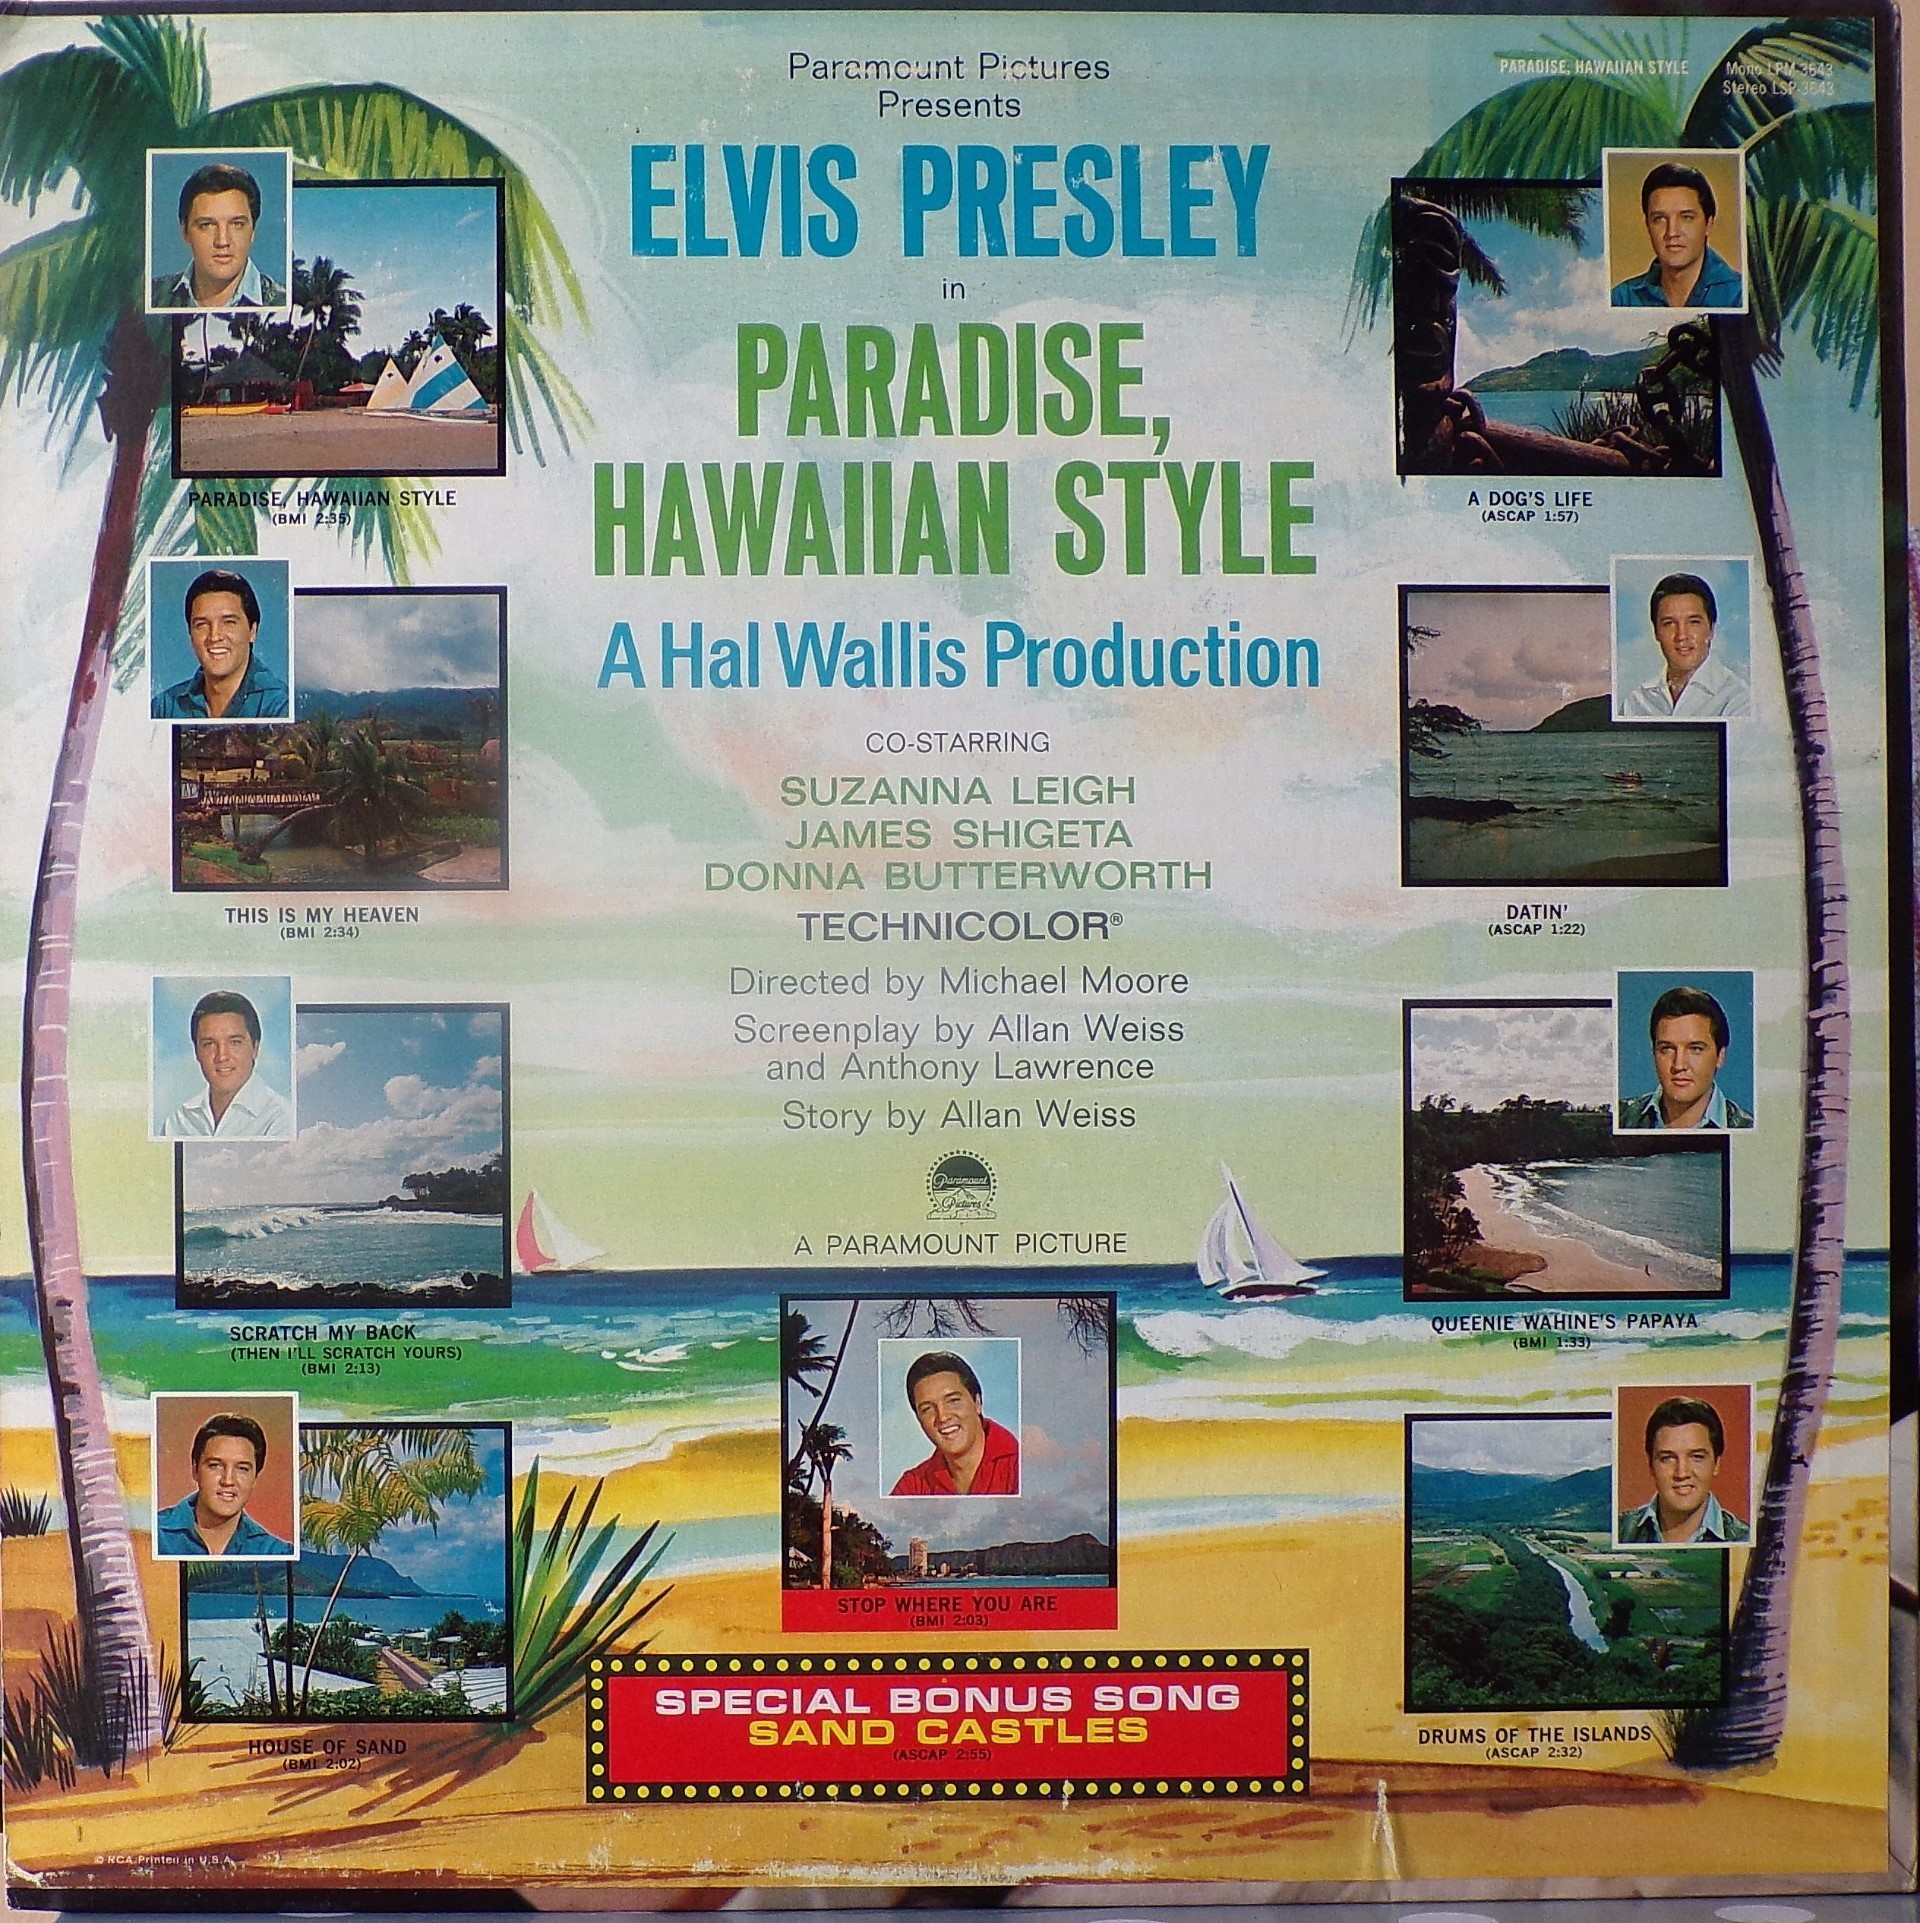 Paramount Pictures
Presents
PARADISE, HAWAIIAN STYLE
Mono LPM-3643
Stereo LSP-3643
ELVIS PRESLEY
in
PARADISE,
HAWAIIAN STYLE
A Hal Wallis Production
CO-STARRING
SUZANNA LEIGH
JAMES SHIGETA
DONNA BUTTERWORTH
TECHNICOLOR®
Directed by Michael Moore
Screenplay by Allan Weiss
and Anthony Lawrence
Story by Allan Weiss
Paramount
Pictures
A PARAMOUNT PICTURE
PARADISE, HAWAIIAN STYLE
(BMI 2:35)
THIS IS MY HEAVEN
(BMI 2:34)
SCRATCH MY BACK
(THEN I'LL SCRATCH YOURS)
(BMI 2:13)
HOUSE OF SAND
(BMI 2:02)
STOP WHERE YOU ARE
(BMI 2:03)
A DOG'S LIFE
(ASCAP 1:57)
DATIN'
(ASCAP 1:22)
QUEENIE WAHINE'S PAPAYA
(BMI 1:33)
DRUMS OF THE ISLANDS
(ASCAP 2:32)
SPECIAL BONUS SONG
SAND CASTLES
(ASCAP 2:55)
© RCA Printed in U.S.A.